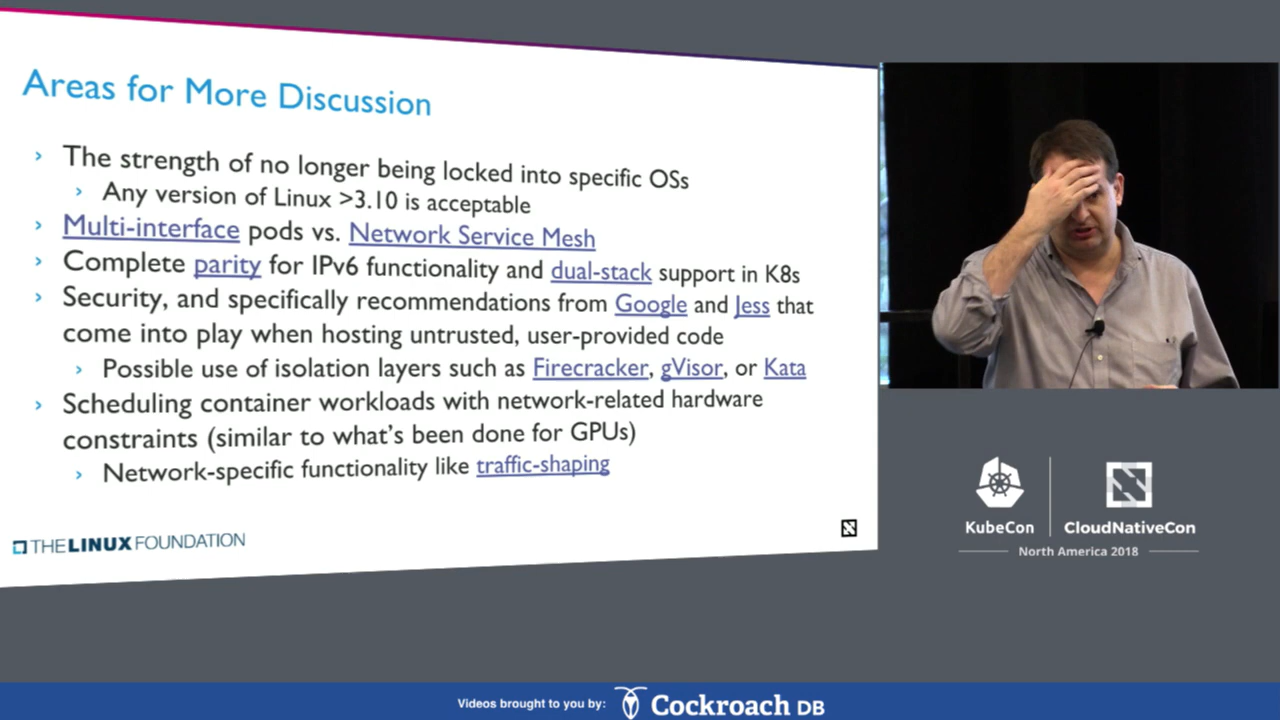 Areas for More Discussion
› The strength of no longer being locked into specific OSs
› Any version of Linux >3.10 is acceptable
› Multi-interface pods vs. Network Service Mesh
› Complete parity for IPv6 functionality and dual-stack support in K8s
› Security, and specifically recommendations from Google and Jess that
come into play when hosting untrusted, user-provided code
› Possible use of isolation layers such as Firecracker, gVisor, or Kata
› Scheduling container workloads with network-related hardware
constraints (similar to what's been done for GPUs)
› Network-specific functionality like traffic-shaping
THE LINUX FOUNDATION
KubeCon
CloudNativeCon
North America 2018
Videos brought to you by: Cockroach DB